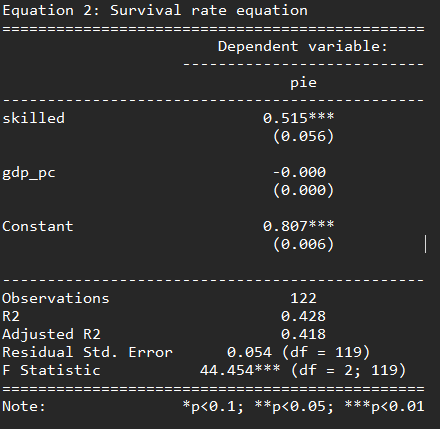 Equation 2: Survival rate equation
===============================================
Dependent variable:
---------------------------
pie
-----------------------------------------------
skilled 0.515***
(0.056)
gdp_pc -0.000
(0.000)
Constant 0.807***
(0.006)
-----------------------------------------------
Observations 122
R2 0.428
Adjusted R2 0.418
Residual Std. Error 0.054 (df = 119)
F Statistic 44.454*** (df = 2; 119)
===============================================
Note: *p<0.1; **p<0.05; ***p<0.01